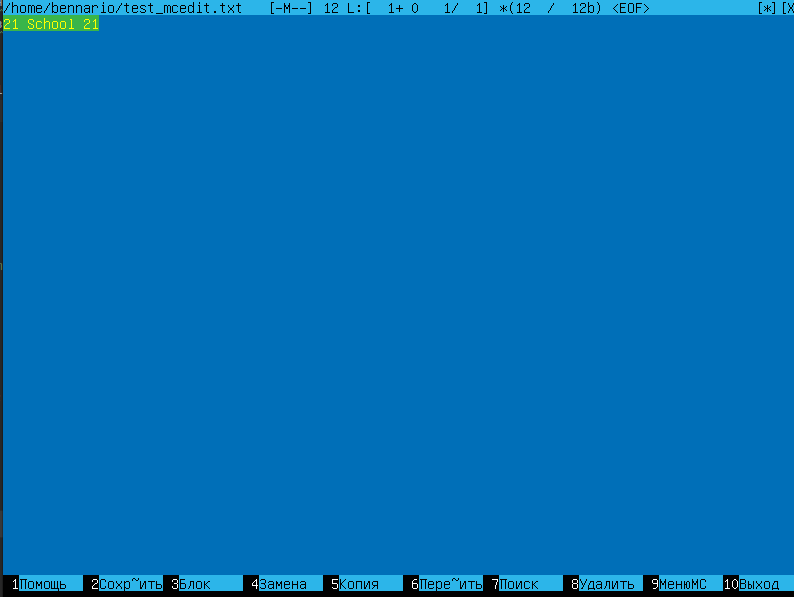 /home/bennario/test_mcedit.txt [-M--] 12 L:[ 1+ 0 1/ 1] *(12 / 12b) <EOF> [*][X
21 School 21
1Помощь 2Сохр~ить 3Блок 4Замена 5Копия 6Пере~ить 7Поиск 8Удалить 9МенюMC 10Выход